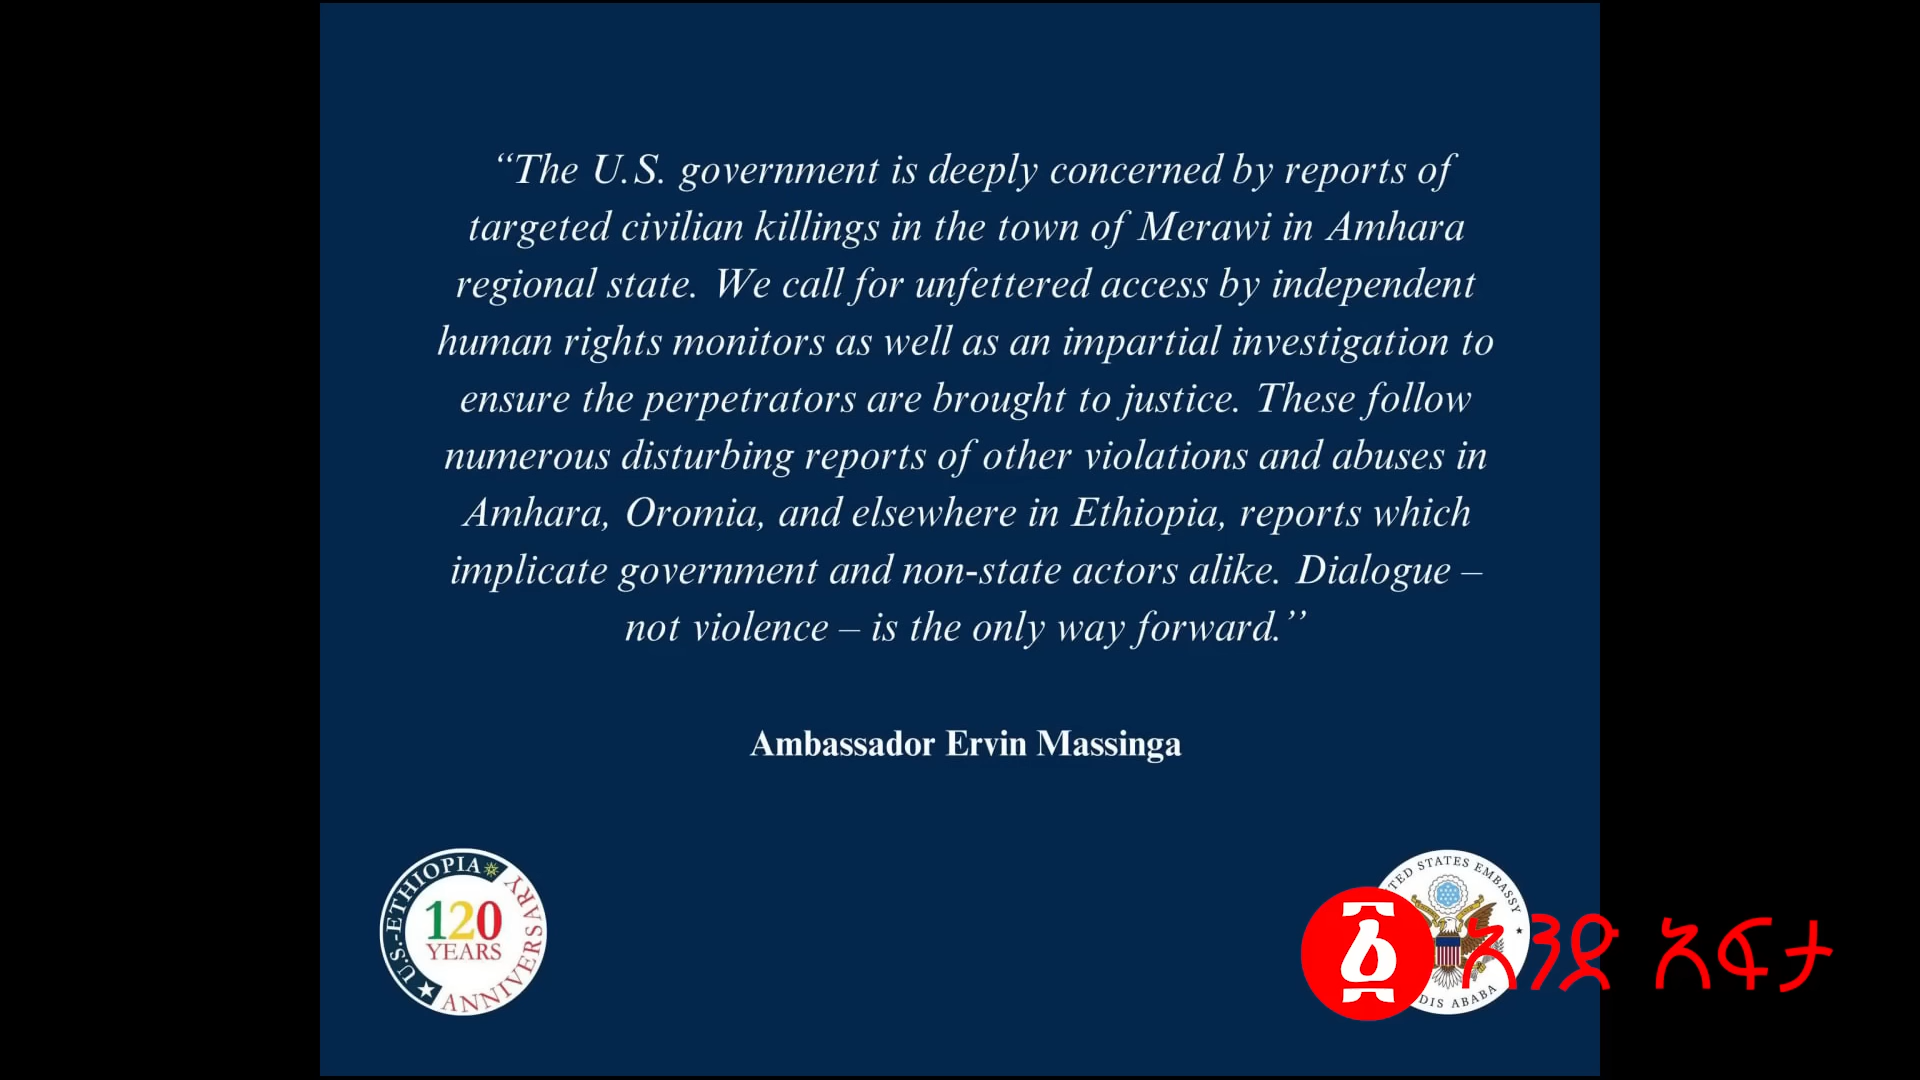 “The U.S. government is deeply concerned by reports of
targeted civilian killings in the town of Merawi in Amhara
regional state. We call for unfettered access by independent
human rights monitors as well as an impartial investigation to
ensure the perpetrators are brought to justice. These follow
numerous disturbing reports of other violations and abuses in
Amhara, Oromia, and elsewhere in Ethiopia, reports which
implicate government and non-state actors alike. Dialogue –
not violence – is the only way forward.’’
Ambassador Ervin Massinga
U.S.-ETHIOPIA
120
YEARS
ANNIVERSARY
STATES EMBASSY
ABABA
፩
አንድ አፍታ